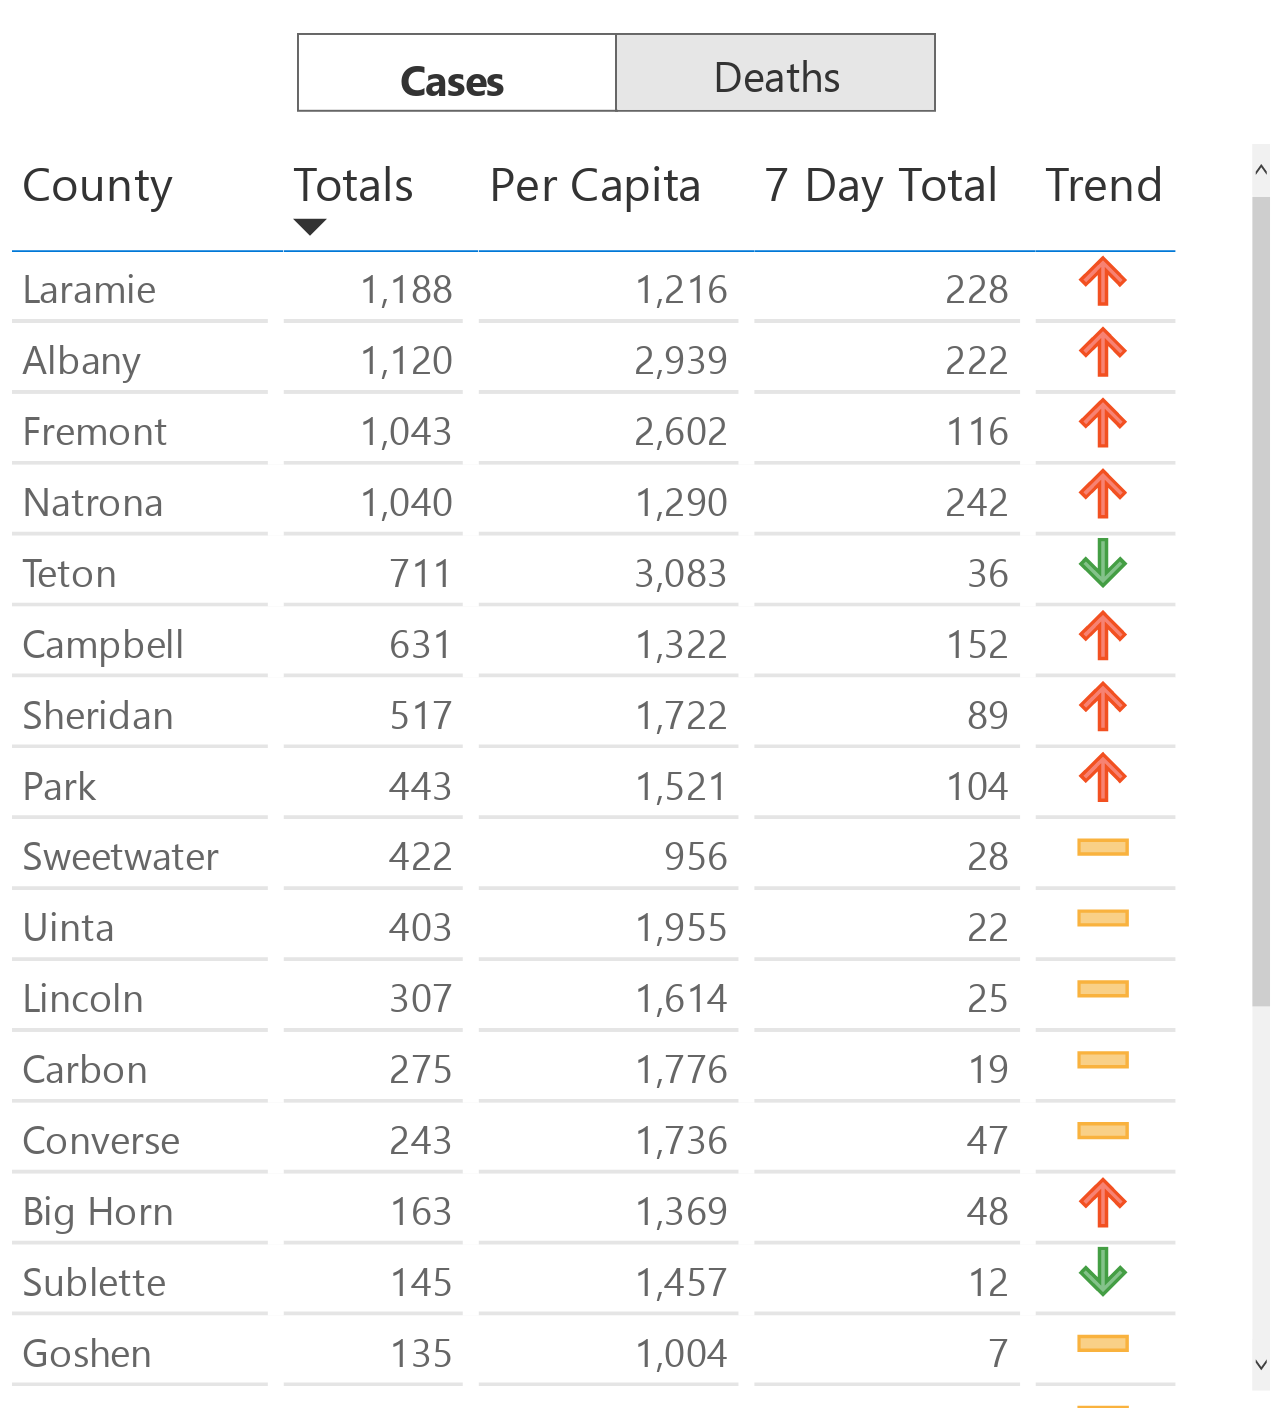 Cases Deaths
County Totals Per Capita 7 Day Total Trend
Laramie 1,188 1,216 228
Albany 1,120 2,939 222
Fremont 1,043 2,602 116
Natrona 1,040 1,290 242
Teton 711 3,083 36
Campbell 631 1,322 152
Sheridan 517 1,722 89
Park 443 1,521 104
Sweetwater 422 956 28
Uinta 403 1,955 22
Lincoln 307 1,614 25
Carbon 275 1,776 19
Converse 243 1,736 47
Big Horn 163 1,369 48
Sublette 145 1,457 12
Goshen 135 1,004 7